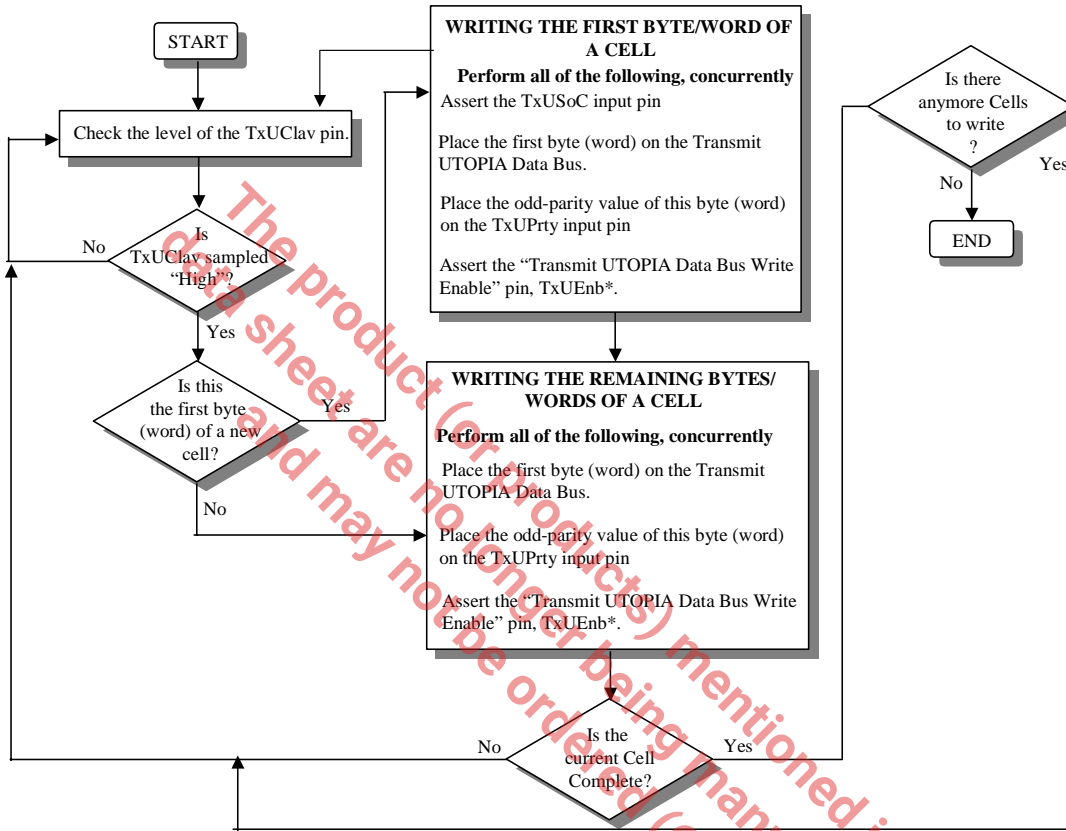 START
Check the level of the TxUClav pin.
Is
TxUClav sampled
“High”?
No
Yes
Is this
the first byte
(word) of a new
cell?
Yes
No
WRITING THE FIRST BYTE/WORD OF
A CELL
Perform all of the following, concurrently
Assert the TxUSoC input pin
Place the first byte (word) on the Transmit
UTOPIA Data Bus.
Place the odd-parity value of this byte (word)
on the TxUPrty input pin
Assert the “Transmit UTOPIA Data Bus Write
Enable” pin, TxUEnb*.
WRITING THE REMAINING BYTES/
WORDS OF A CELL
Perform all of the following, concurrently
Place the first byte (word) on the Transmit
UTOPIA Data Bus.
Place the odd-parity value of this byte (word)
on the TxUPrty input pin
Assert the “Transmit UTOPIA Data Bus Write
Enable” pin, TxUEnb*.
Is the
current Cell
Complete?
No
Yes
Is there
anymore Cells
to write
?
Yes
No
END
The product (or products) mentioned i
data sheet are no longer being man
and may not be ordered (